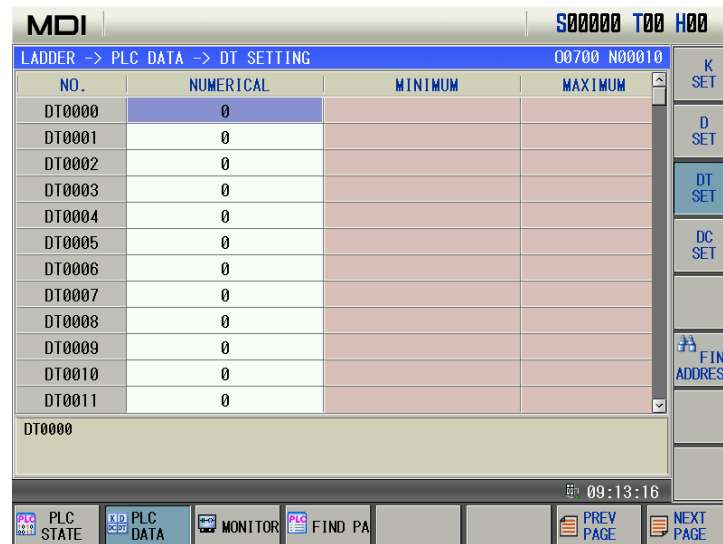 MDI S00000 T00 H00
LADDER -> PLC DATA -> DT SETTING O0700 N00010
NO. NUMERICAL MINIMUM MAXIMUM
DT0000 0
DT0001 0
DT0002 0
DT0003 0
DT0004 0
DT0005 0
DT0006 0
DT0007 0
DT0008 0
DT0009 0
DT0010 0
DT0011 0
DT0000
09:13:16
K
SET
D
SET
DT
SET
DC
SET
FIN
ADDRES
PLC
STATE
PLC
DATA
MONITOR
FIND PA
PREV
PAGE
NEXT
PAGE